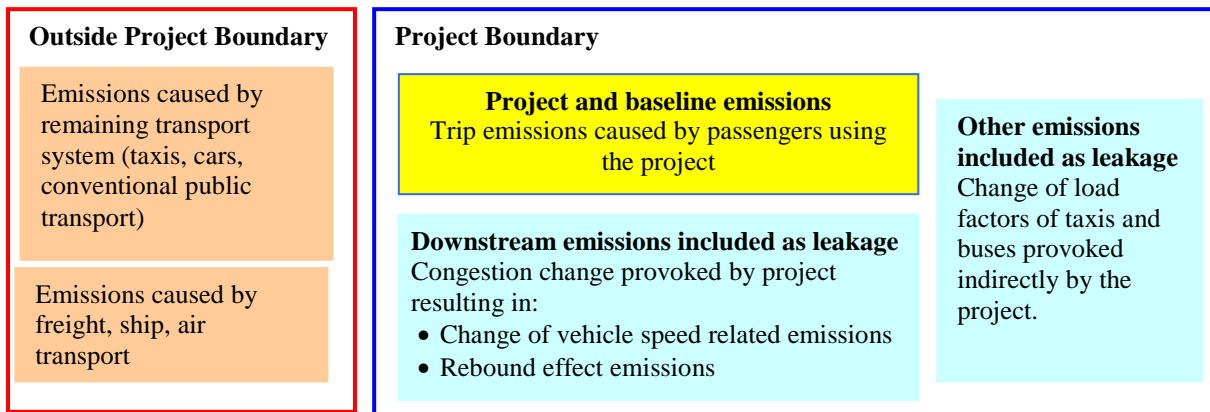 Outside Project Boundary
Emissions caused by
remaining transport
system (taxis, cars,
conventional public
transport)
Emissions caused by
freight, ship, air
transport
Project Boundary
Project and baseline emissions
Trip emissions caused by passengers using
the project
Downstream emissions included as leakage
Congestion change provoked by project
resulting in:
• Change of vehicle speed related emissions
• Rebound effect emissions
Other emissions
included as leakage
Change of load
factors of taxis and
buses provoked
indirectly by the
project.